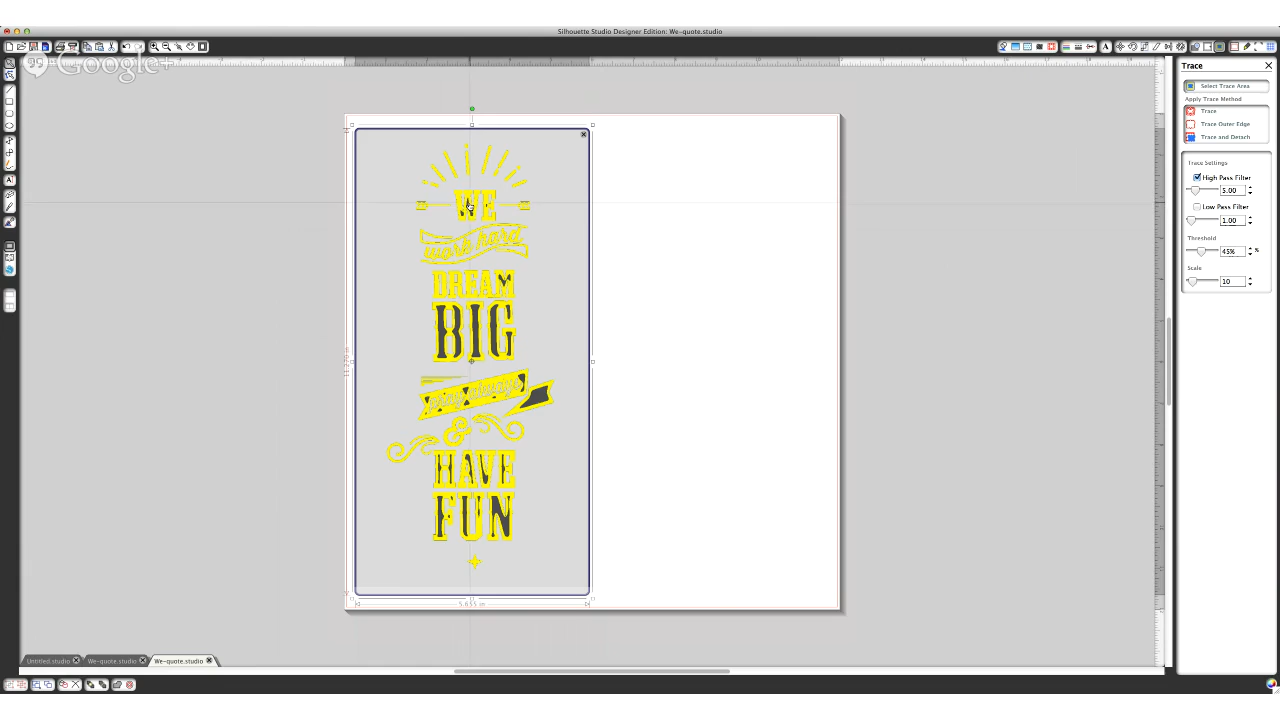 Silhouette Studio Designer Edition: We-quote.studio
Google+
Trace
Select Trace Area
Apply Trace Method
Trace
Trace Outer Edge
Trace and Detach
Trace Settings
High Pass Filter
5.00
Low Pass Filter
1.00
Threshold
45% %
Scale
10
WE
work hard
DREAM
BIG
&
HAVE
FUN
Untitled.studio
We-quote.studio
We-quote.studio